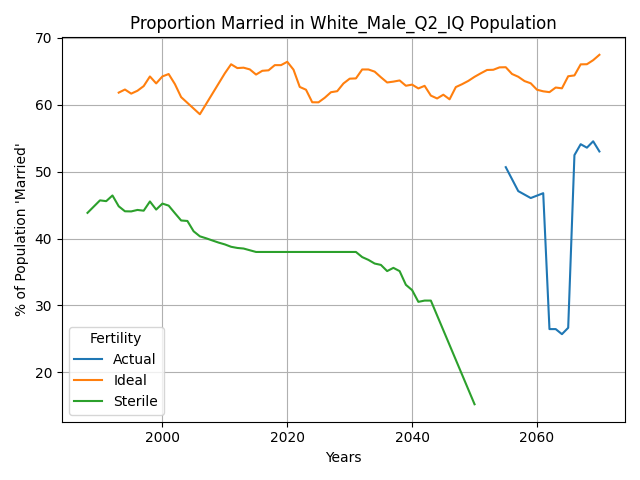 Proportion Married in White_Male_Q2_IQ Population
% of Population 'Married'
70
60
50
40
30
20
Fertility
Actual
Ideal
Sterile
2000
2020
2040
2060
Years